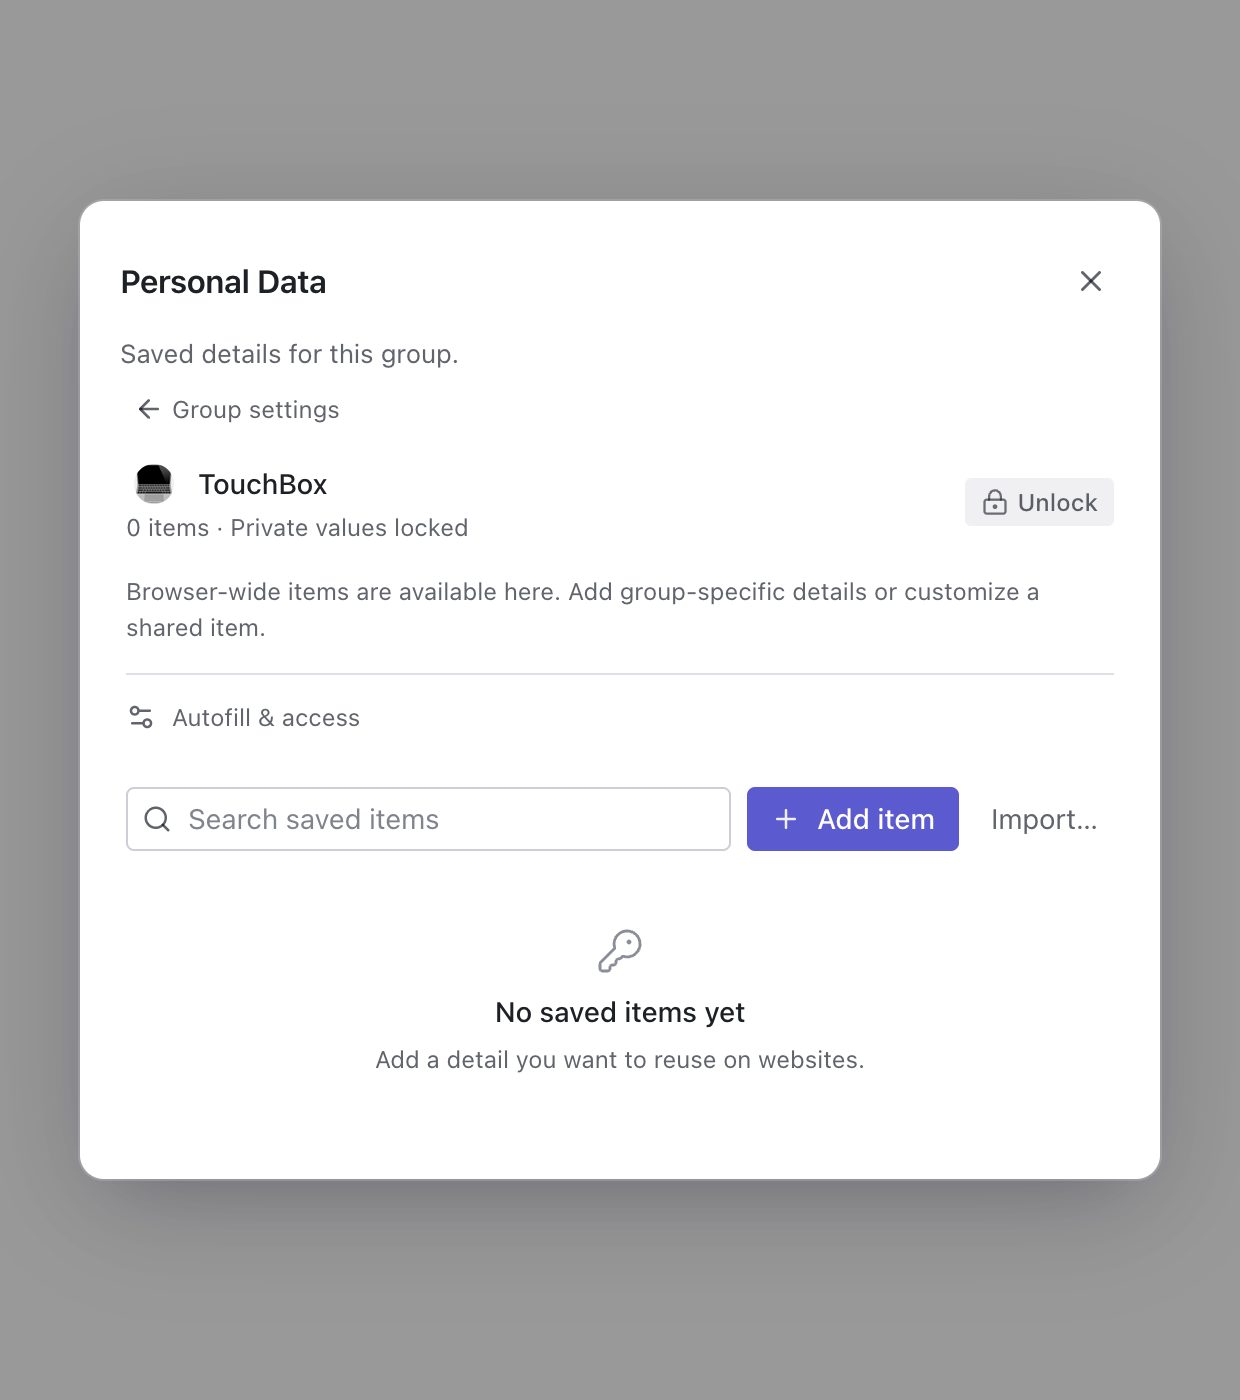 Personal Data
Saved details for this group.
Group settings
TouchBox
0 items · Private values locked
Unlock
Browser-wide items are available here. Add group-specific details or customize a
shared item.
Autofill & access
Search saved items
Add item
Import...
No saved items yet
Add a detail you want to reuse on websites.